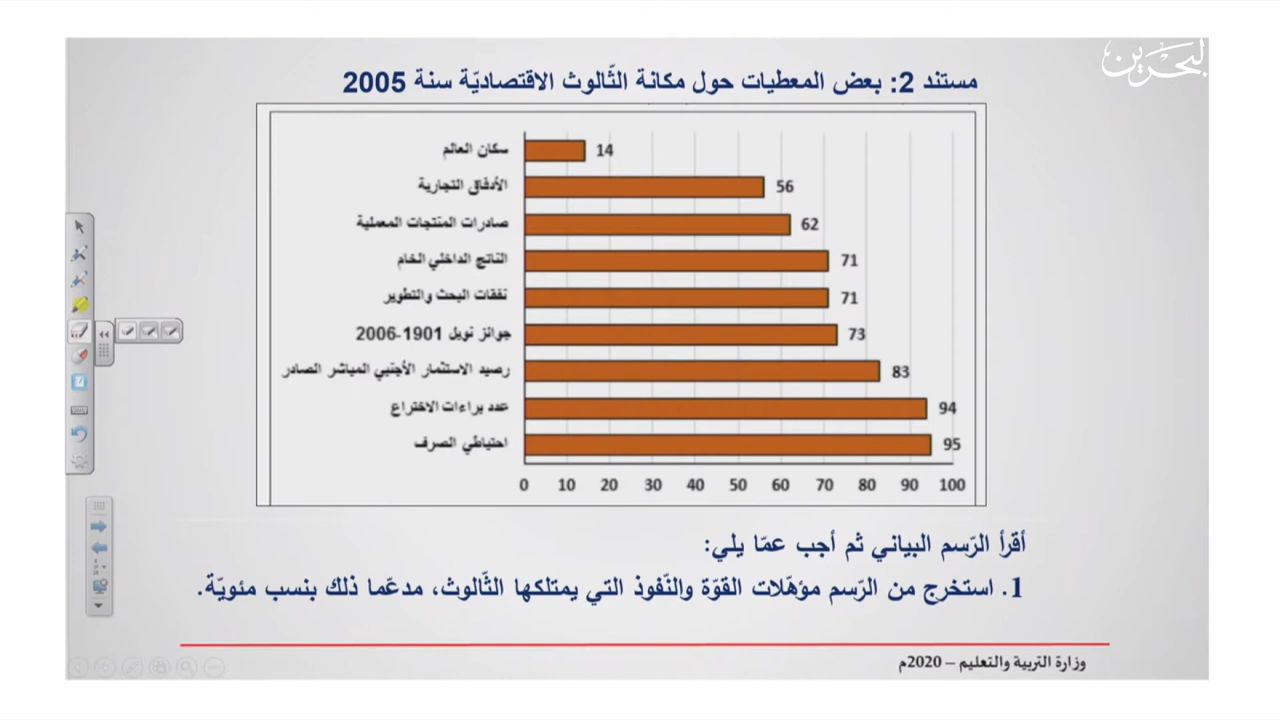 البحرين
مستند 2: بعض المعطيات حول مكانة الثّالوث الاقتصاديّة سنة 2005
سكان العالم 14
الأدفاق التجارية 56
صادرات المنتجات المعملية 62
الناتج الداخلي الخام 71
نفقات البحث والتطوير 71
جوائز نوبل 1901-2006 73
رصيد الاستثمار الأجنبي المباشر الصادر 83
عدد براءات الاختراع 94
احتياطي الصرف 95
0 10 20 30 40 50 60 70 80 90 100
أقرأ الرّسم البياني ثم أجب عمّا يلي:
1. استخرج من الرّسم مؤهّلات القوّة والنّفوذ التي يمتلكها الثّالوث، مدعّما ذلك بنسب مئويّة.
وزارة التربية والتعليم – 2020م